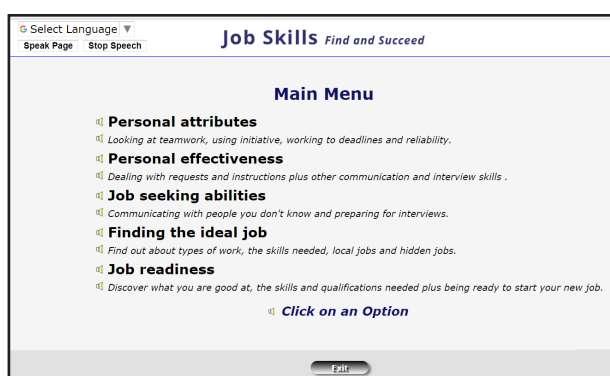 G Select Language ▼
Speak Page Stop Speech
Job Skills Find and Succeed
Main Menu
Personal attributes
Looking at teamwork, using initiative, working to deadlines and reliability.
Personal effectiveness
Dealing with requests and instructions plus other communication and interview skills .
Job seeking abilities
Communicating with people you don't know and preparing for interviews.
Finding the ideal job
Find out about types of work, the skills needed, local jobs and hidden jobs.
Job readiness
Discover what you are good at, the skills and qualifications needed plus being ready to start your new job.
Click on an Option
Exit